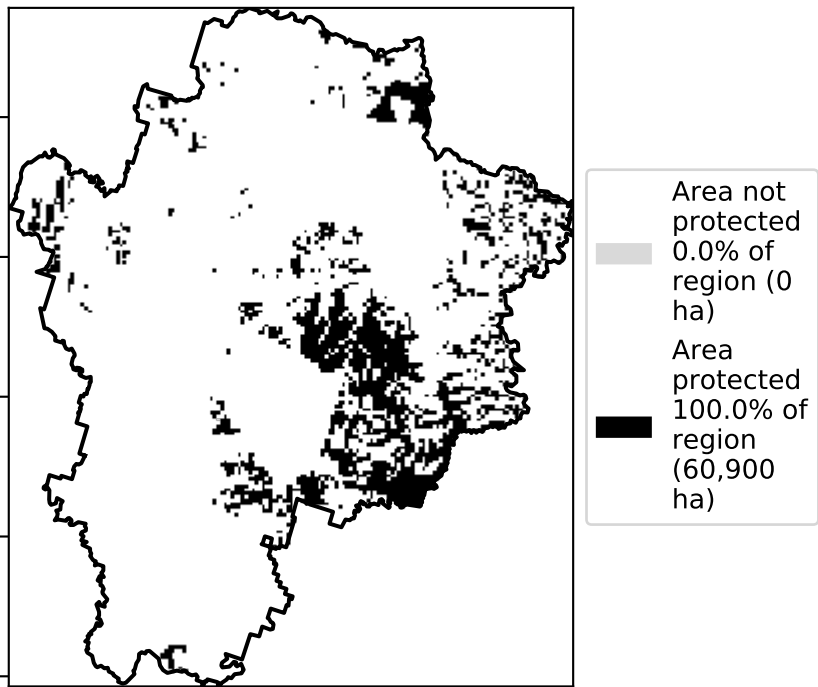 Area not
protected
0.0% of
region (0
ha)
Area
protected
100.0% of
region
(60,900
ha)